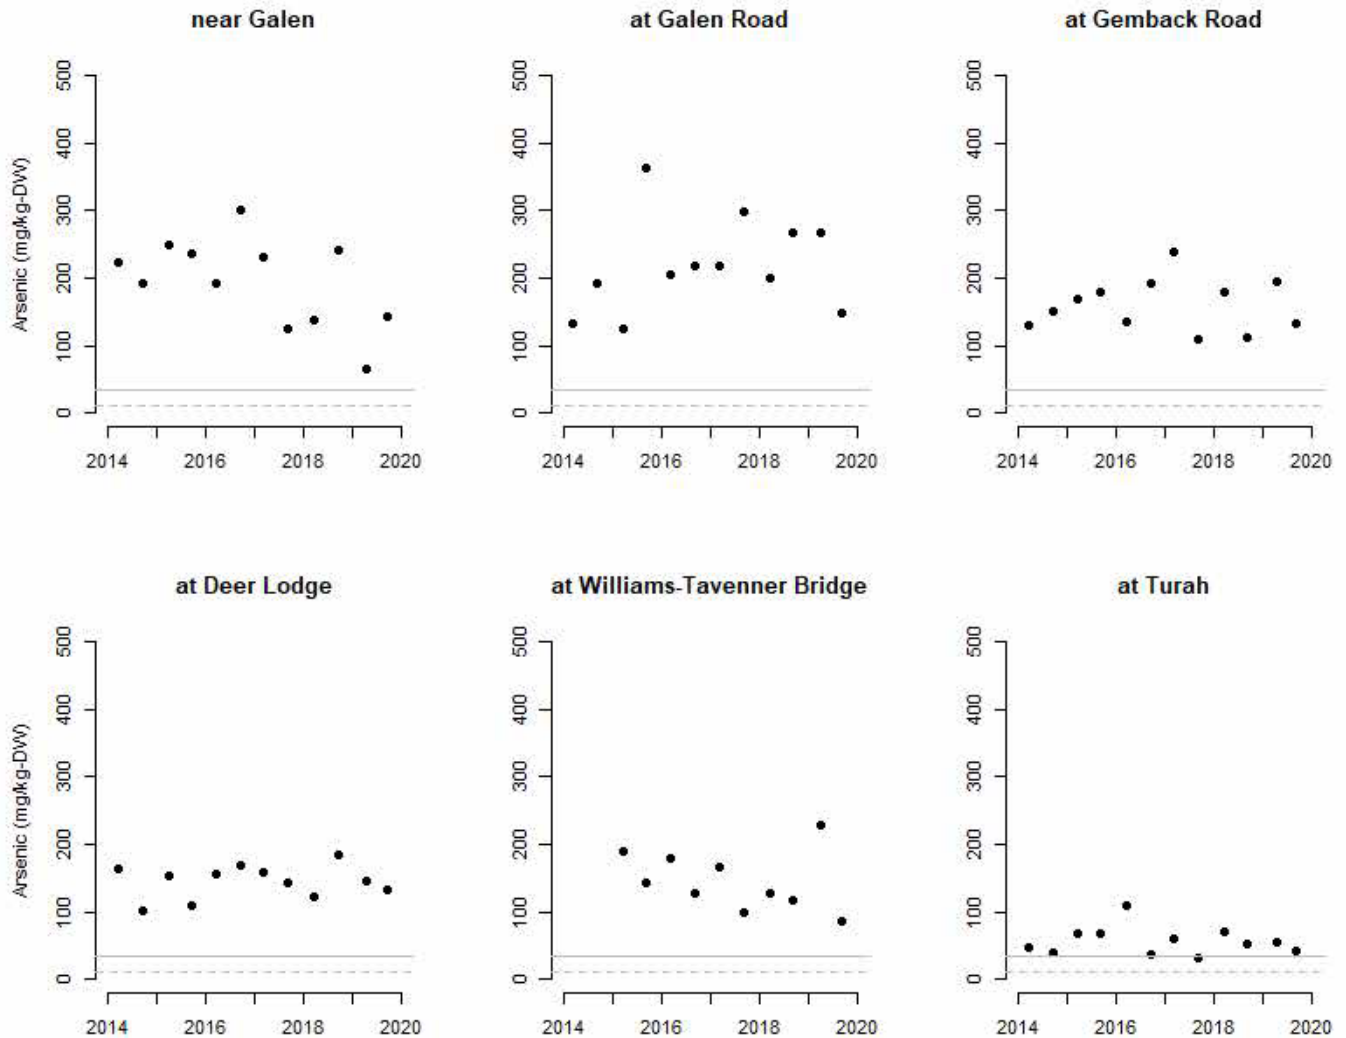 near Galen
at Galen Road
at Gemback Road
Arsenic (mg/kg-DW)
500
400
300
200
100
0
500
400
300
200
100
0
500
400
300
200
100
0
2014 2016 2018 2020
2014 2016 2018 2020
2014 2016 2018 2020
at Deer Lodge
at Williams-Tavenner Bridge
at Turah
Arsenic (mg/kg-DW)
500
400
300
200
100
0
500
400
300
200
100
0
500
400
300
200
100
0
2014 2016 2018 2020
2014 2016 2018 2020
2014 2016 2018 2020